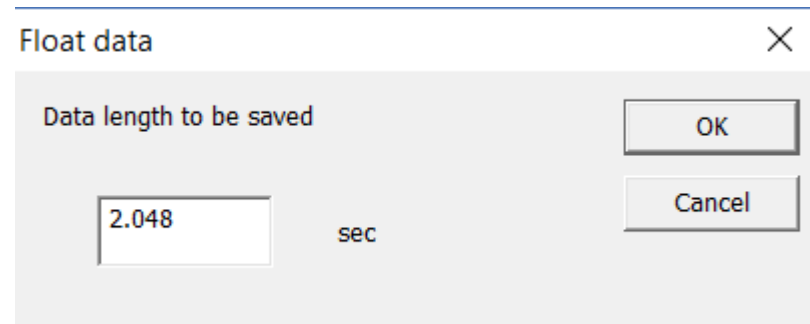 Float data
Data length to be saved
OK
Cancel
2.048
sec